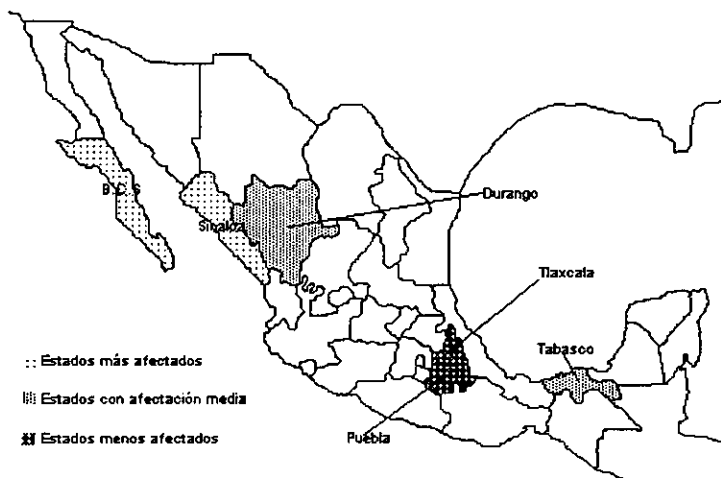 B.C.S
Sinaloa
Durango
Tlaxcala
Tabasco
Puebla
Estados más afectados
Estados con afectación media
Estados menos afectados